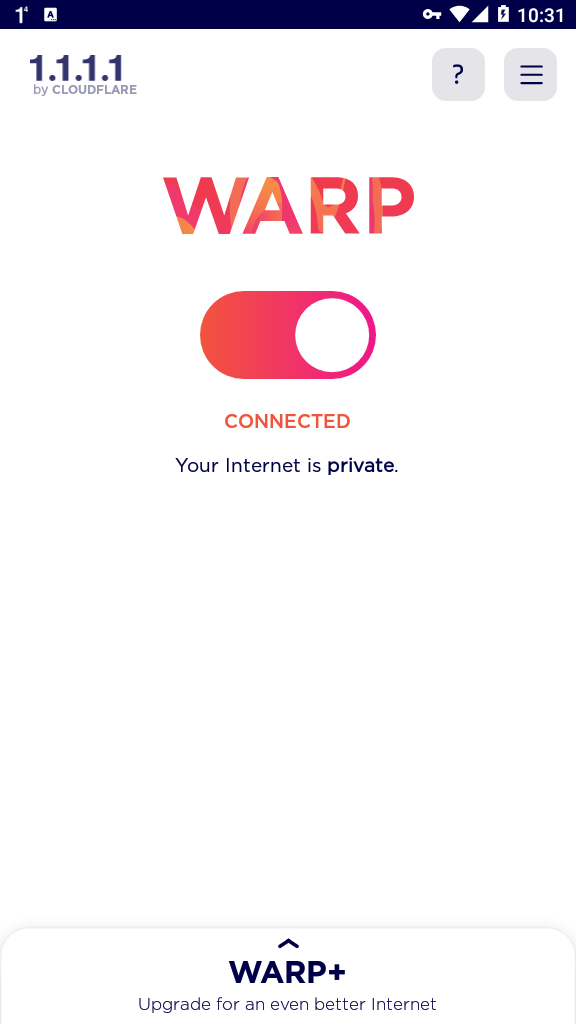 10:31
1.1.1.1
by CLOUDFLARE
?
WARP
CONNECTED
Your Internet is private.
WARP+
Upgrade for an even better Internet